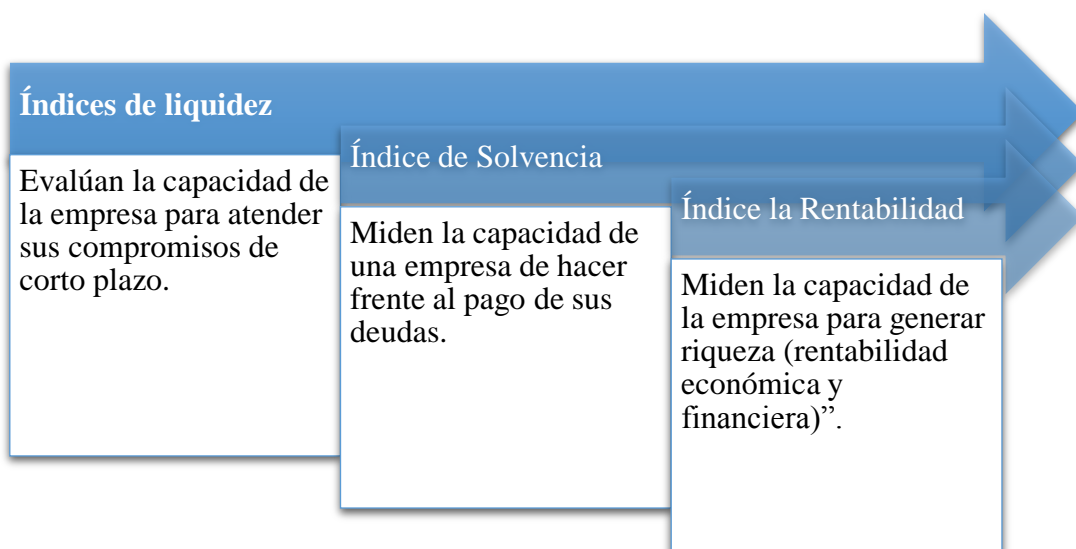 Índices de liquidez
Evalúan la capacidad de
la empresa para atender
sus compromisos de
corto plazo.
Índice de Solvencia
Miden la capacidad de
una empresa de hacer
frente al pago de sus
deudas.
Índice la Rentabilidad
Miden la capacidad de
la empresa para generar
riqueza (rentabilidad
económica y
financiera)”.